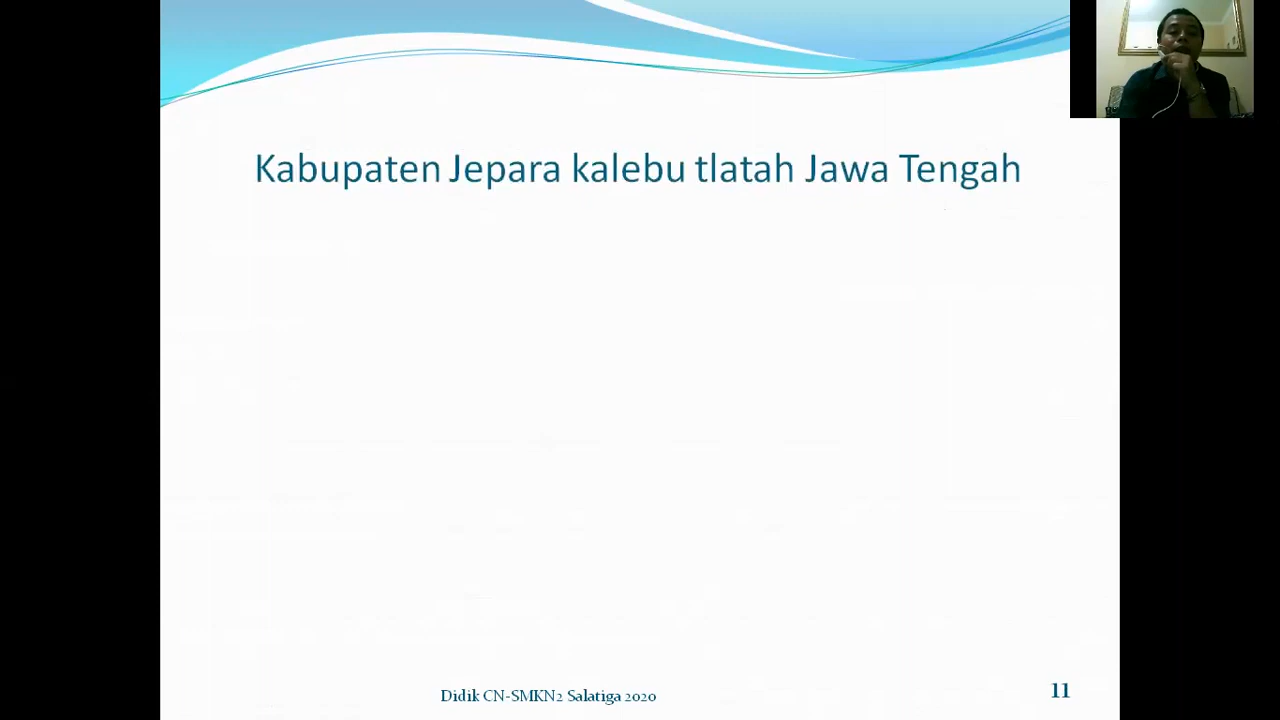 Kabupaten Jepara kalebu tlatah Jawa Tengah
Didik CN-SMKN2 Salatiga 2020
11